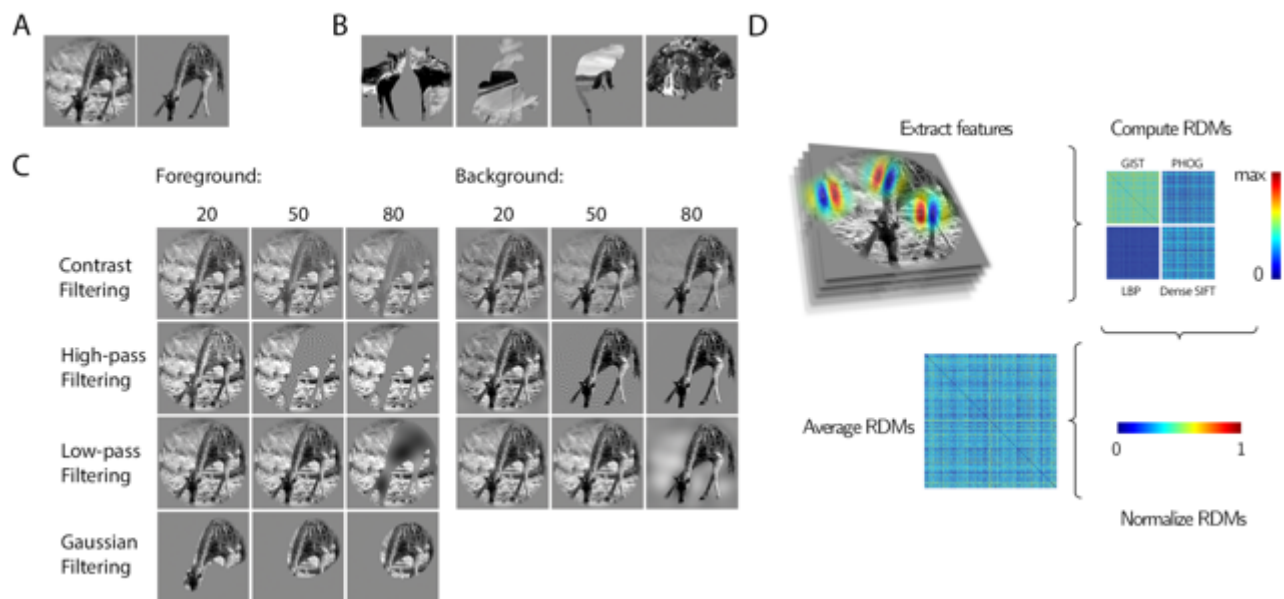 A
B
C
Foreground:
Background:
20 50 80
20 50 80
Contrast
Filtering
High-pass
Filtering
Low-pass
Filtering
Gaussian
Filtering
D
Extract features
Compute RDMs
GIST PHOG
LBP Dense SIFT
max
0
Average RDMs
0 1
Normalize RDMs